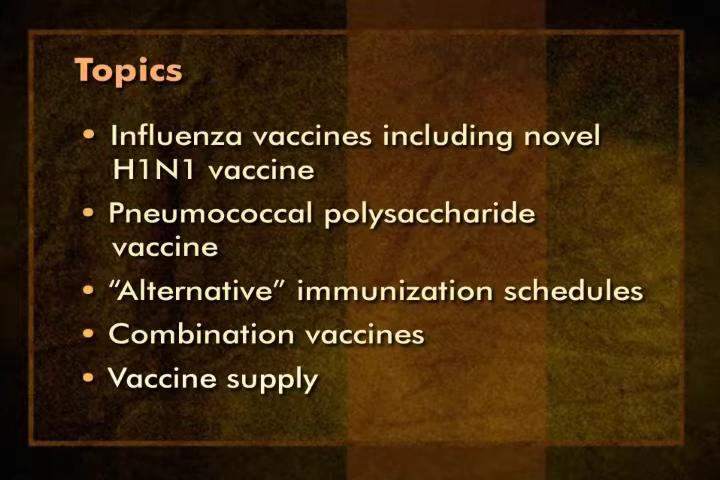 Topics
• Influenza vaccines including novel
H1N1 vaccine
• Pneumococcal polysaccharide
vaccine
• “Alternative” immunization schedules
• Combination vaccines
• Vaccine supply